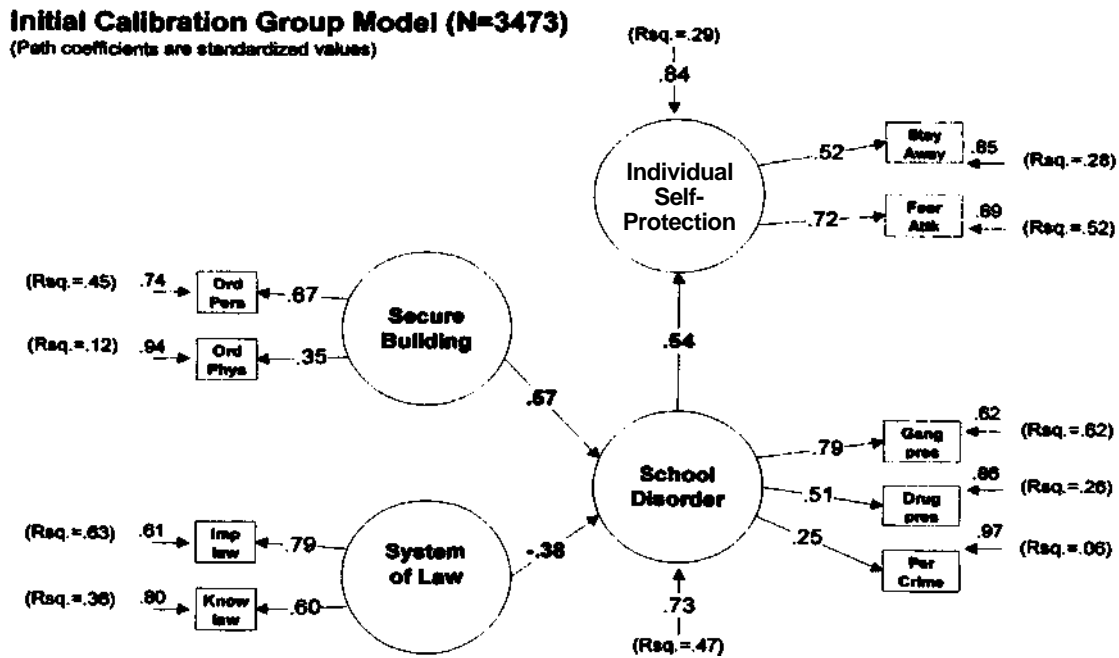 Initial Calibration Group Model (N=3473)
(Path coefficients are standardized values)
(Rsq.=.29)
.84
Individual
Self-
Protection
.52
Stay
Away
.85
(Rsq.=.28)
.72
Fear
Attk
.69
(Rsq.=.52)
(Rsq.=.45)
.74
Ord
Pers
.67
(Rsq.=.12)
.94
Ord
Phys
.35
Secure
Building
.57
.54
School
Disorder
.79
Gang
pres
.62
(Rsq.=.62)
.51
Drug
pres
.86
(Rsq.=.26)
.25
Per
Crime
.97
(Rsq.=.06)
(Rsq.=.63)
.61
Imp
law
.79
(Rsq.=.36)
.80
Know
law
.60
System
of Law
-.38
.73
(Rsq.=.47)